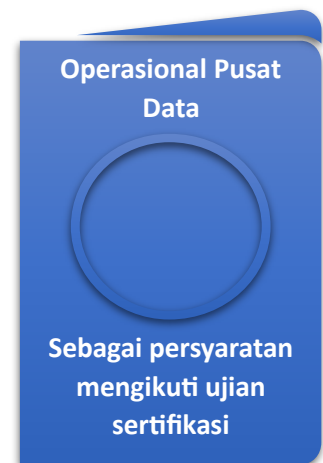 Operasional Pusat
Data
Sebagai persyaratan
mengikuti ujian
sertifikasi